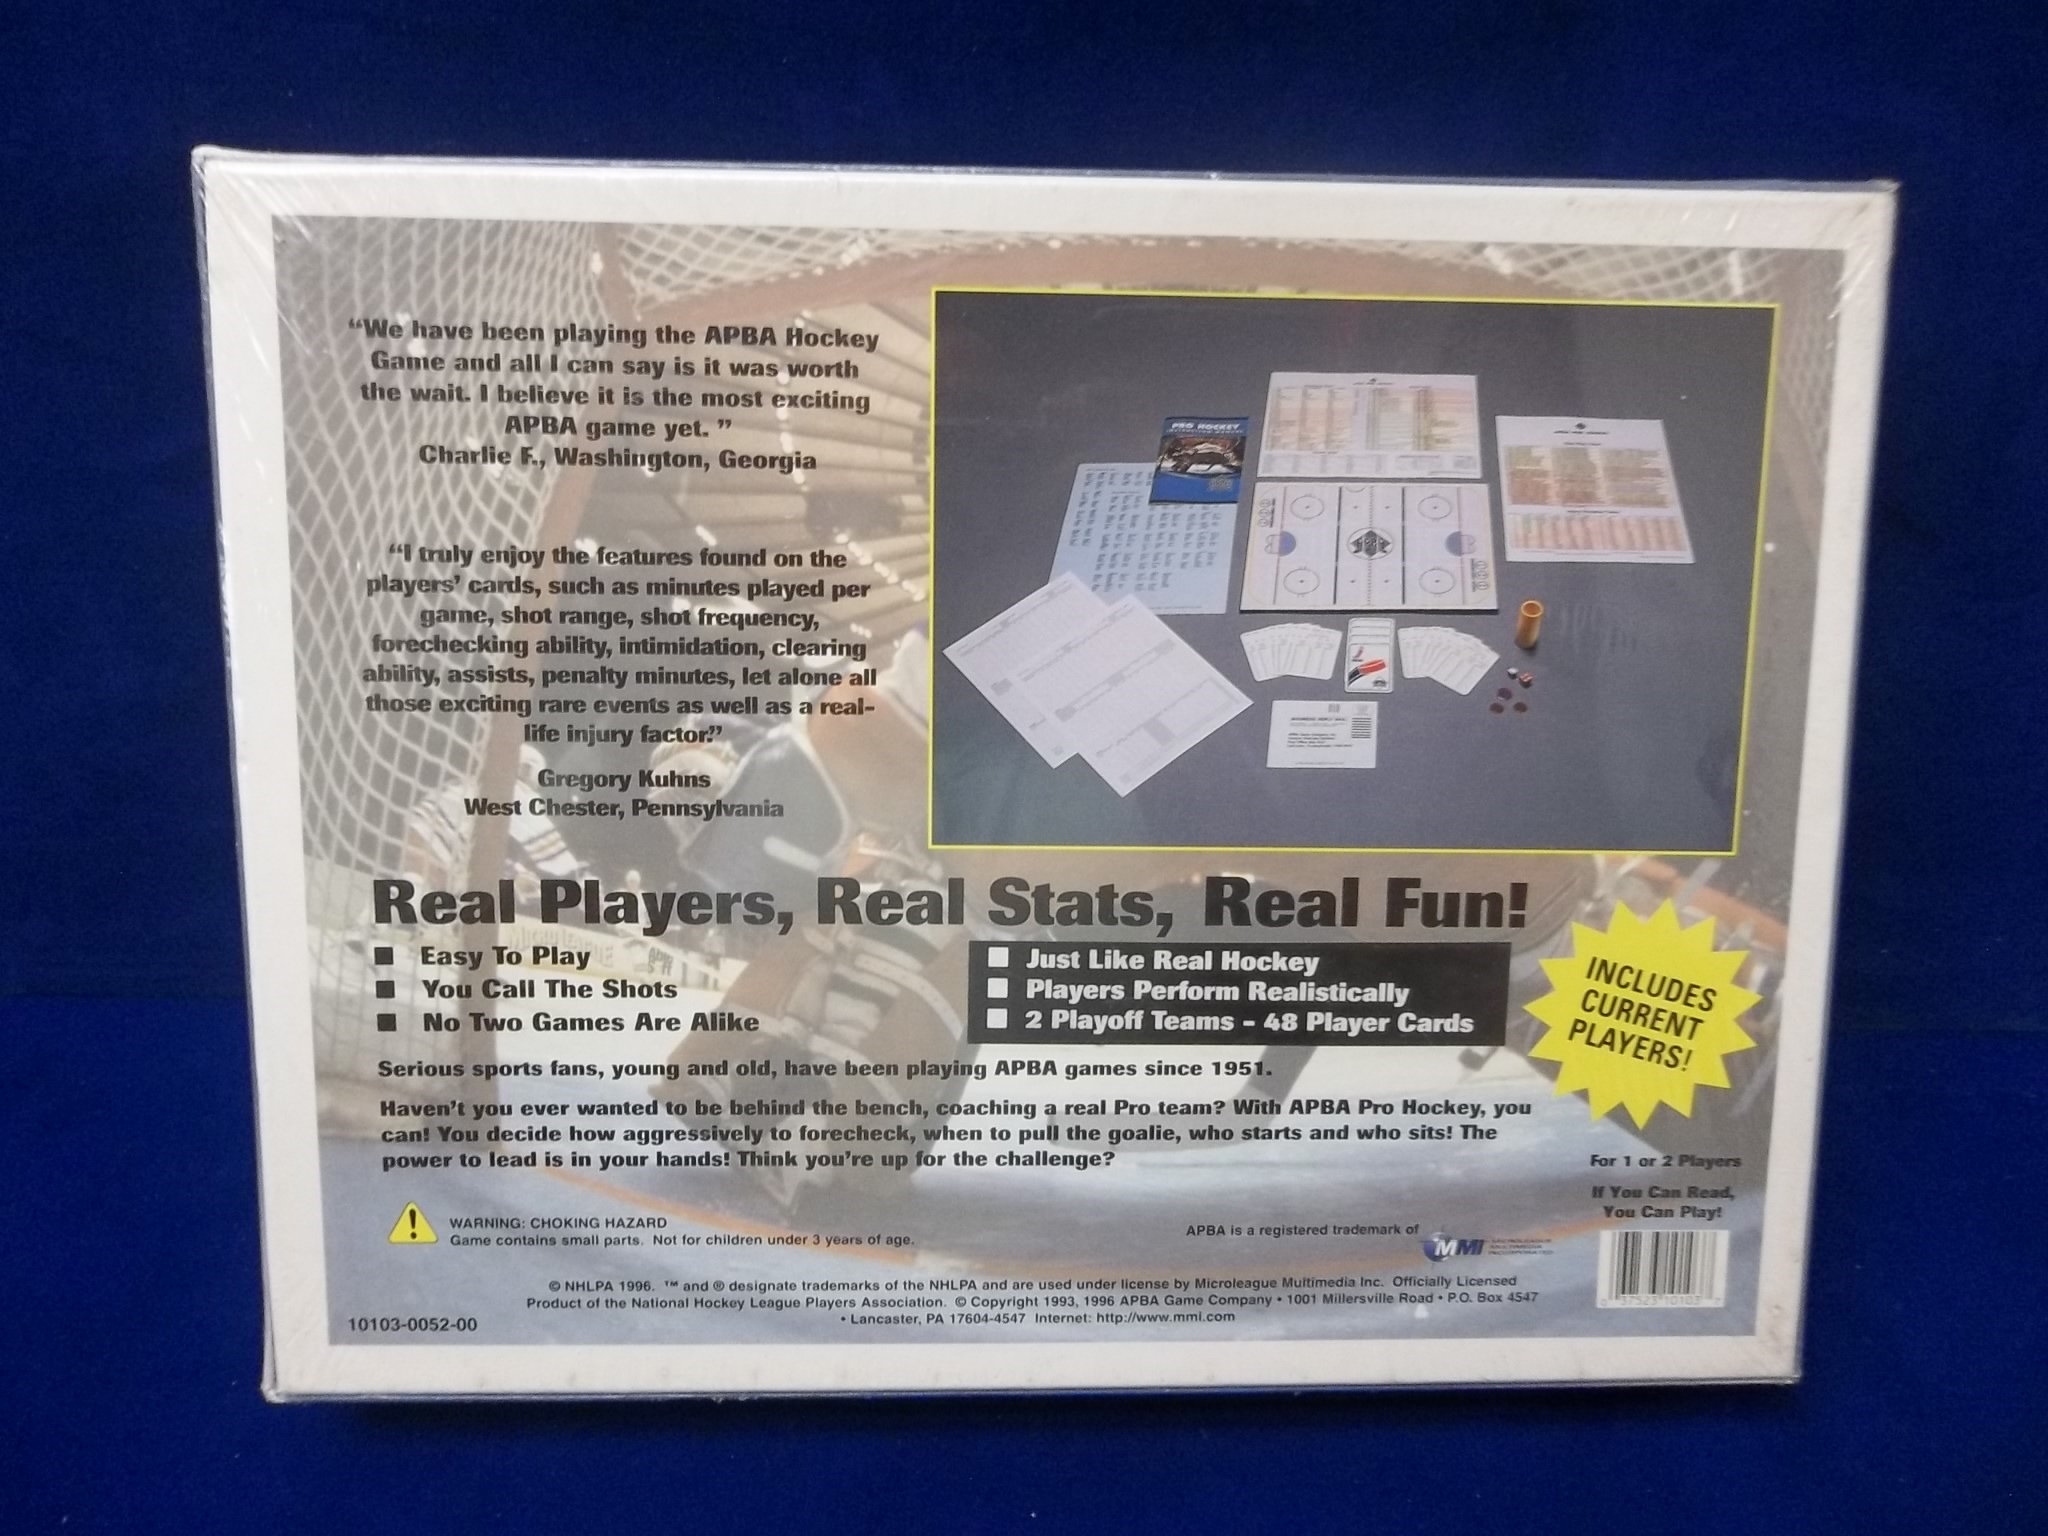 “We have been playing the APBA Hockey
Game and all I can say is it was worth
the wait. I believe it is the most exciting
APBA game yet. ”
Charlie F., Washington, Georgia
“I truly enjoy the features found on the
players’ cards, such as minutes played per
game, shot range, shot frequency,
forechecking ability, intimidation, clearing
ability, assists, penalty minutes, let alone all
those exciting rare events as well as a real-
life injury factor.”
Gregory Kuhns
West Chester, Pennsylvania
PRO HOCKEY
Real Players, Real Stats, Real Fun!
Easy To Play
You Call The Shots
No Two Games Are Alike
Just Like Real Hockey
Players Perform Realistically
2 Playoff Teams - 48 Player Cards
INCLUDES
CURRENT
PLAYERS!
Serious sports fans, young and old, have been playing APBA games since 1951.
Haven’t you ever wanted to be behind the bench, coaching a real Pro team? With APBA Pro Hockey, you
can! You decide how aggressively to forecheck, when to pull the goalie, who starts and who sits! The
power to lead is in your hands! Think you’re up for the challenge?
For 1 or 2 Players
If You Can Read,
You Can Play!
WARNING: CHOKING HAZARD
Game contains small parts. Not for children under 3 years of age.
APBA is a registered trademark of
MMI
© NHLPA 1996. ™ and ® designate trademarks of the NHLPA and are used under license by Microleague Multimedia Inc. Officially Licensed
Product of the National Hockey League Players Association. © Copyright 1993, 1996 APBA Game Company • 1001 Millersville Road • P.O. Box 4547
• Lancaster, PA 17604-4547 Internet: http://www.mmi.com
10103-0052-00